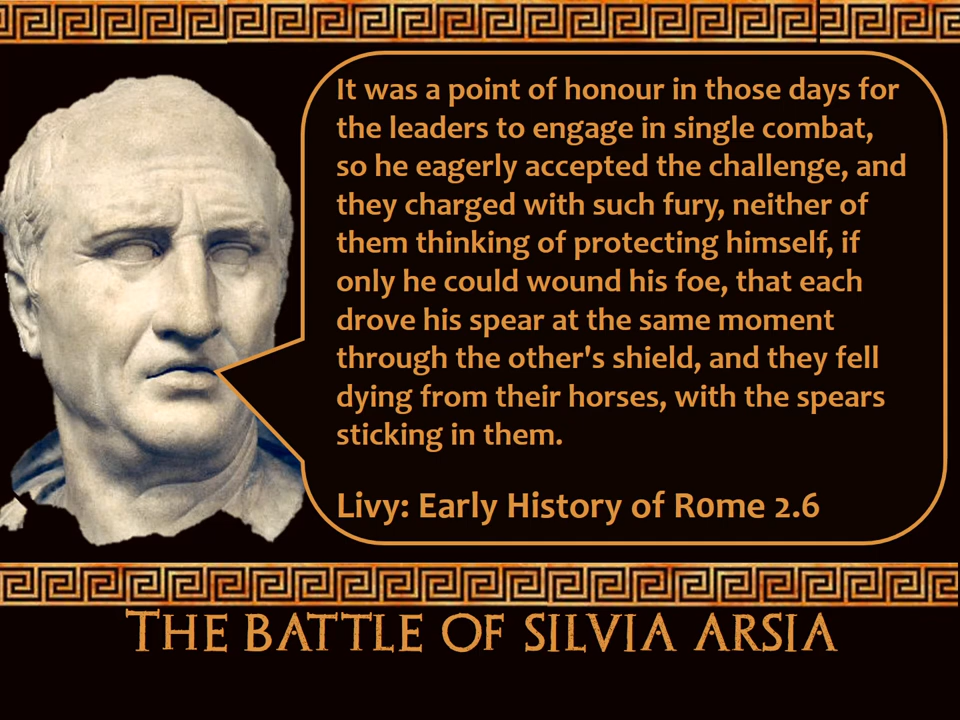 It was a point of honour in those days for
the leaders to engage in single combat,
so he eagerly accepted the challenge, and
they charged with such fury, neither of
them thinking of protecting himself, if
only he could wound his foe, that each
drove his spear at the same moment
through the other's shield, and they fell
dying from their horses, with the spears
sticking in them.
Livy: Early History of R0me 2.6
THE BATTLE OF SILVIA ARSIA